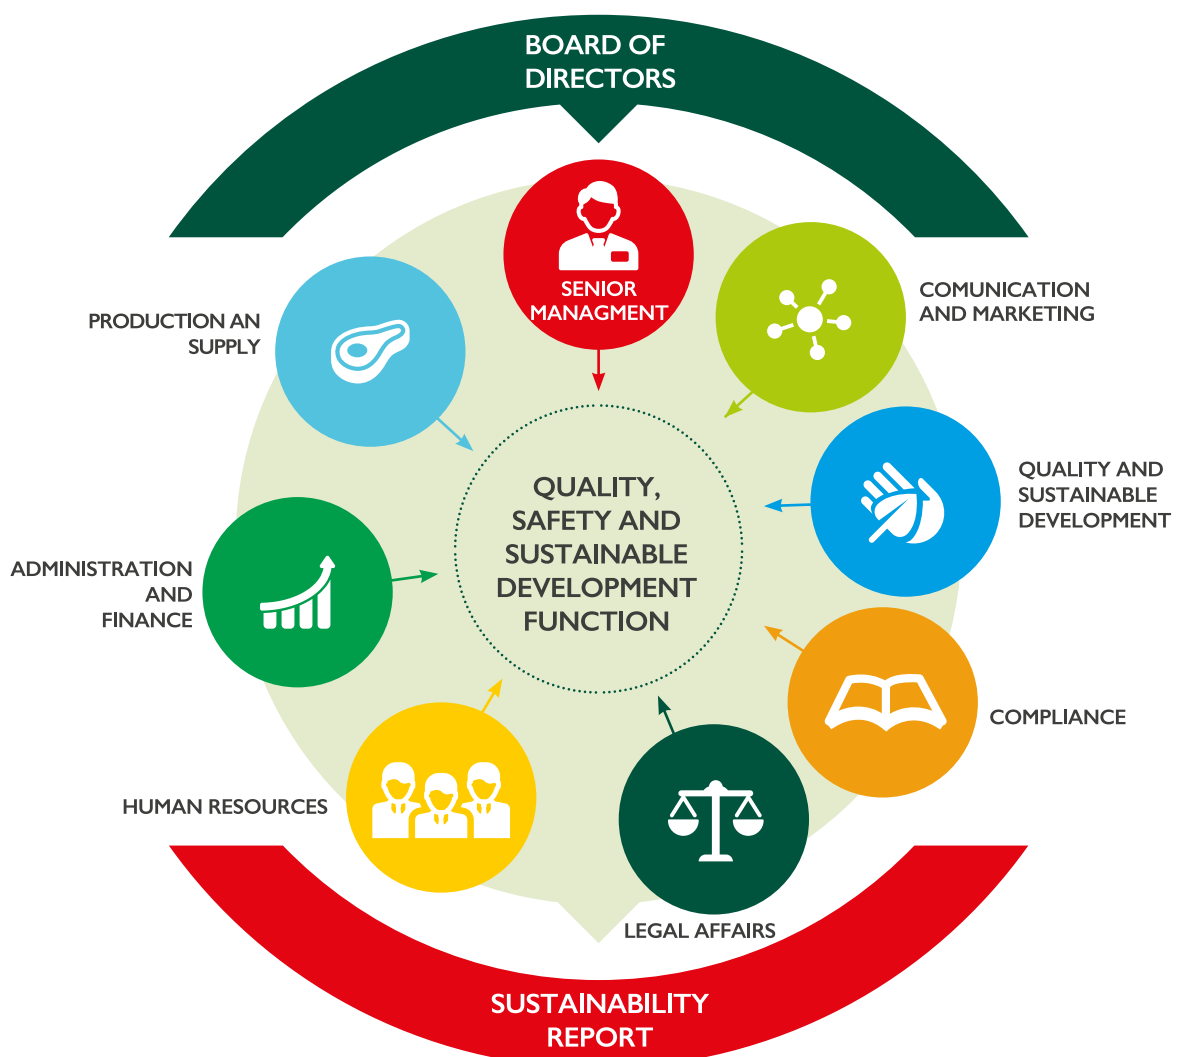 BOARD OF
DIRECTORS
SENIOR
MANAGMENT
COMUNICATION
AND MARKETING
PRODUCTION AN
SUPPLY
QUALITY AND
SUSTAINABLE
DEVELOPMENT
QUALITY,
SAFETY AND
SUSTAINABLE
DEVELOPMENT
FUNCTION
ADMINISTRATION
AND
FINANCE
COMPLIANCE
HUMAN RESOURCES
LEGAL AFFAIRS
SUSTAINABILITY
REPORT